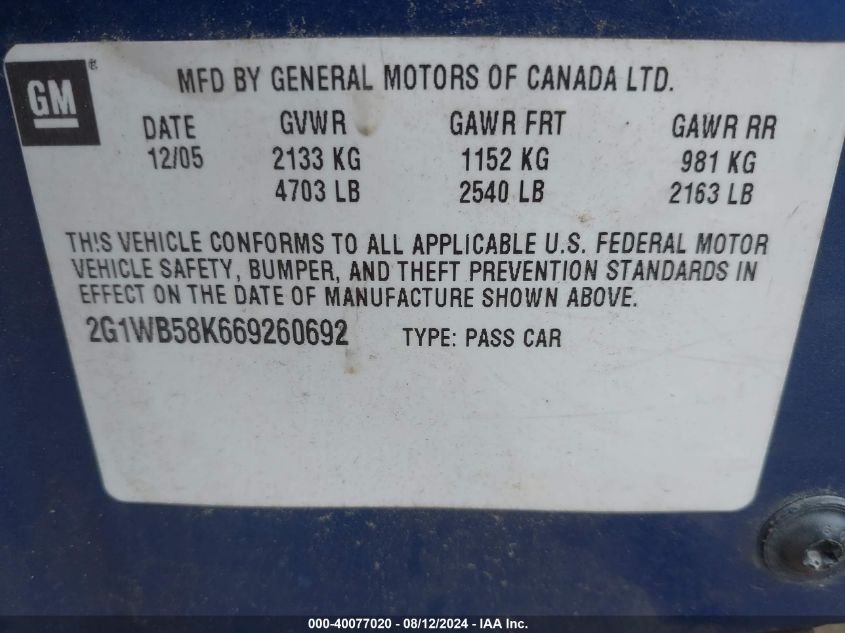 GM®
MFD BY GENERAL MOTORS OF CANADA LTD.
DATE GVWR GAWR FRT GAWR RR
12/05 2133 KG 1152 KG 981 KG
4703 LB 2540 LB 2163 LB
THIS VEHICLE CONFORMS TO ALL APPLICABLE U.S. FEDERAL MOTOR
VEHICLE SAFETY, BUMPER, AND THEFT PREVENTION STANDARDS IN
EFFECT ON THE DATE OF MANUFACTURE SHOWN ABOVE.
2G1WB58K669260692 TYPE: PASS CAR
000-40077020 - 08/12/2024 - IAA Inc.